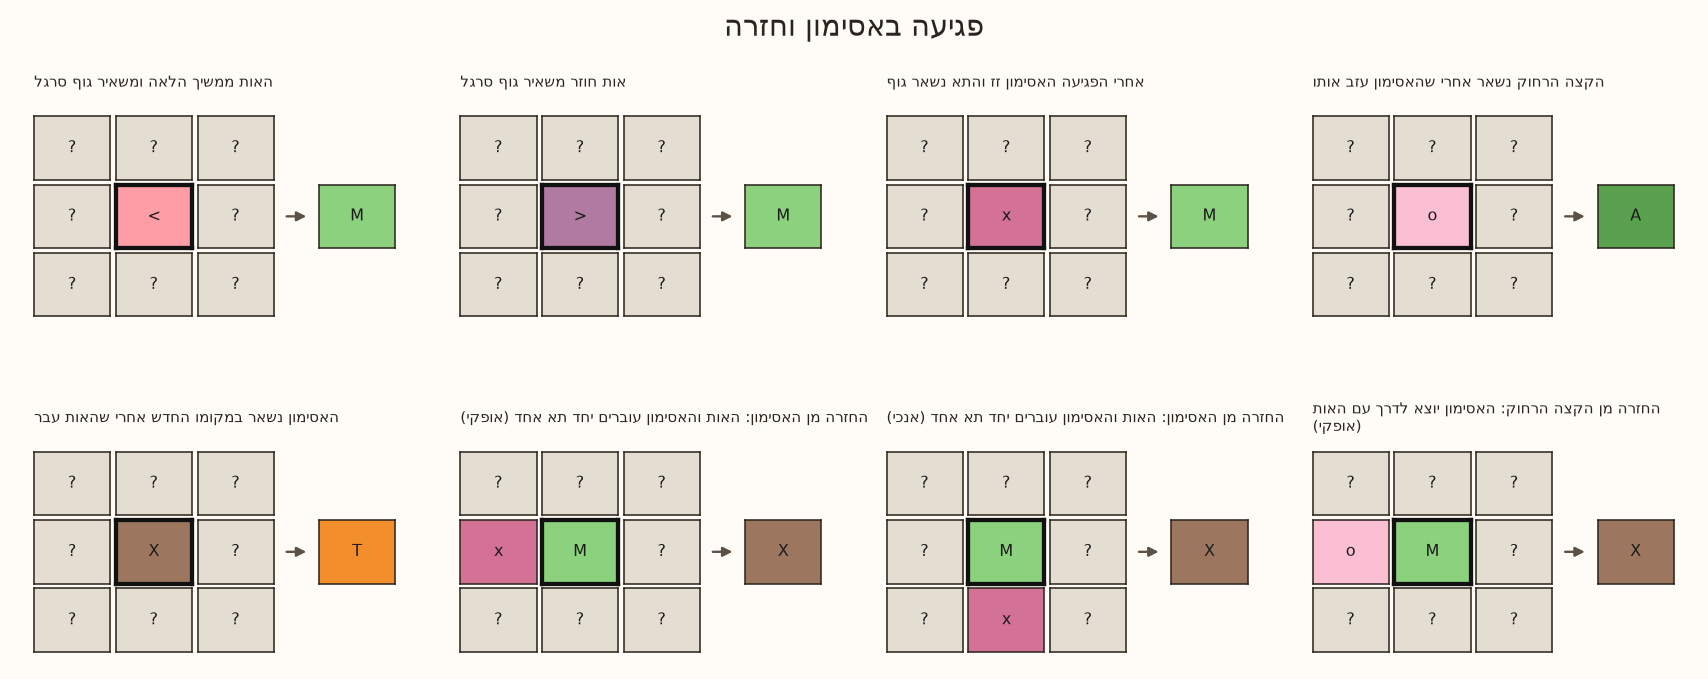 פגיעה באסימון וחזרה
האות ממשיך הלאה ומשאיר גוף סרגל
? ? ?
? < ? M
? ? ?
אות חוזר משאיר גוף סרגל
? ? ?
? > ? M
? ? ?
אחרי הפגיעה האסימון זז והתא נשאר גוף
? ? ?
? x ? M
? ? ?
הקצה הרחוק נשאר אחרי שהאסימון עזב אותו
? ? ?
? o ? A
? ? ?
האסימון נשאר במקומו החדש אחרי שהאות עבר
? ? ?
? X ? T
? ? ?
החזרה מן האסימון: האות והאסימון עוברים יחד תא אחד (אופקי)
? ? ?
x M ? X
? ? ?
החזרה מן האסימון: האות והאסימון עוברים יחד תא אחד (אנכי)
? ? ?
? M ? X
? x ?
החזרה מן הקצה הרחוק: האסימון יוצא לדרך עם האות
(אופקי)
? ? ?
o M ? X
? ? ?